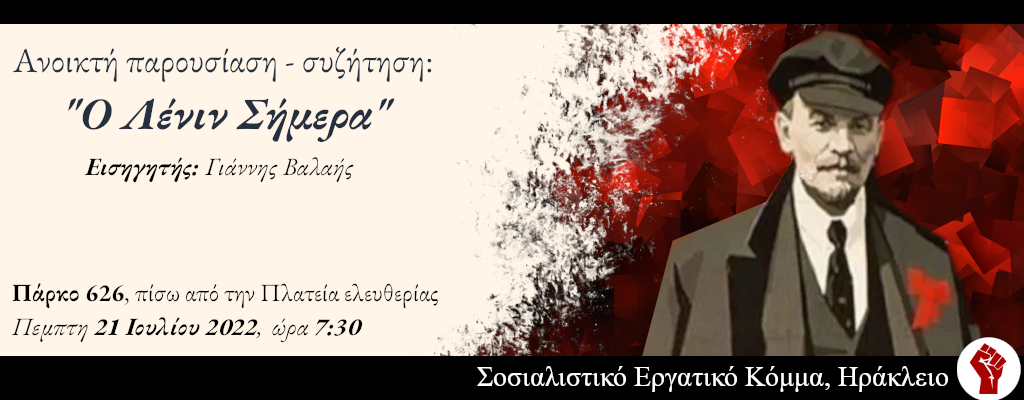 Ανοικτή παρουσίαση - συζήτηση:
"Ο Λένιν Σήμερα"
Εισηγητής: Γιάννης Βαλαής
Πάρκο 626, πίσω από την Πλατεία ελευθερίας
Πεμπτη 21 Ιουλίου 2022, ώρα 7:30
Σοσιαλιστικό Εργατικό Κόμμα, Ηράκλειο